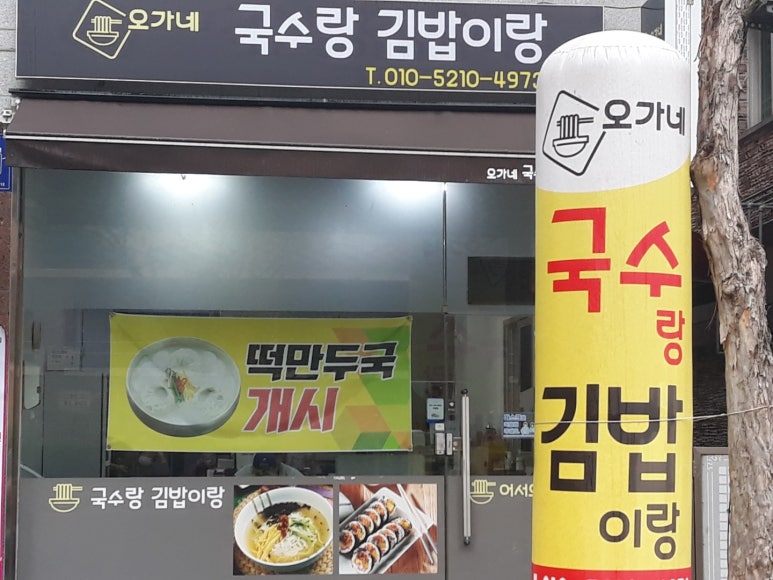 오가네 국수랑 김밥이랑
T.010-5210-4973
오가네 국수
떡만두국
개시
국수랑 김밥이랑
어서오
오가네
국수
랑
김밥
이랑